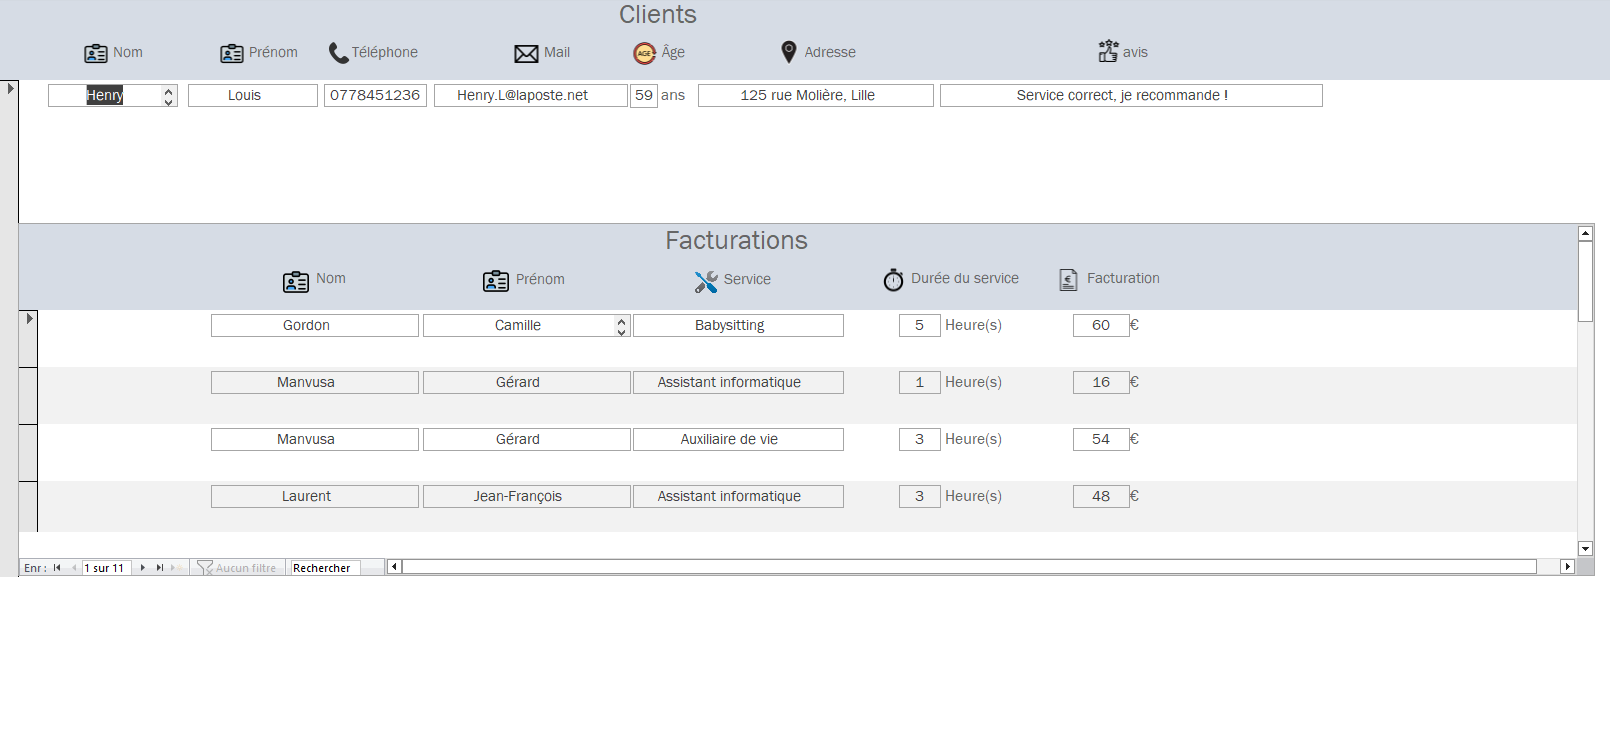 Clients
Nom Prénom Téléphone Mail AGE Âge Adresse avis
Henry Louis 0778451236 Henry.L@laposte.net 59 ans 125 rue Molière, Lille Service correct, je recommande !
Facturations
Nom Prénom Service Durée du service € Facturation
Gordon Camille Babysitting 5 Heure(s) 60 €
Manvusa Gérard Assistant informatique 1 Heure(s) 16 €
Manvusa Gérard Auxiliaire de vie 3 Heure(s) 54 €
Laurent Jean-François Assistant informatique 3 Heure(s) 48 €
Enr : 1 sur 11 Aucun filtre Rechercher